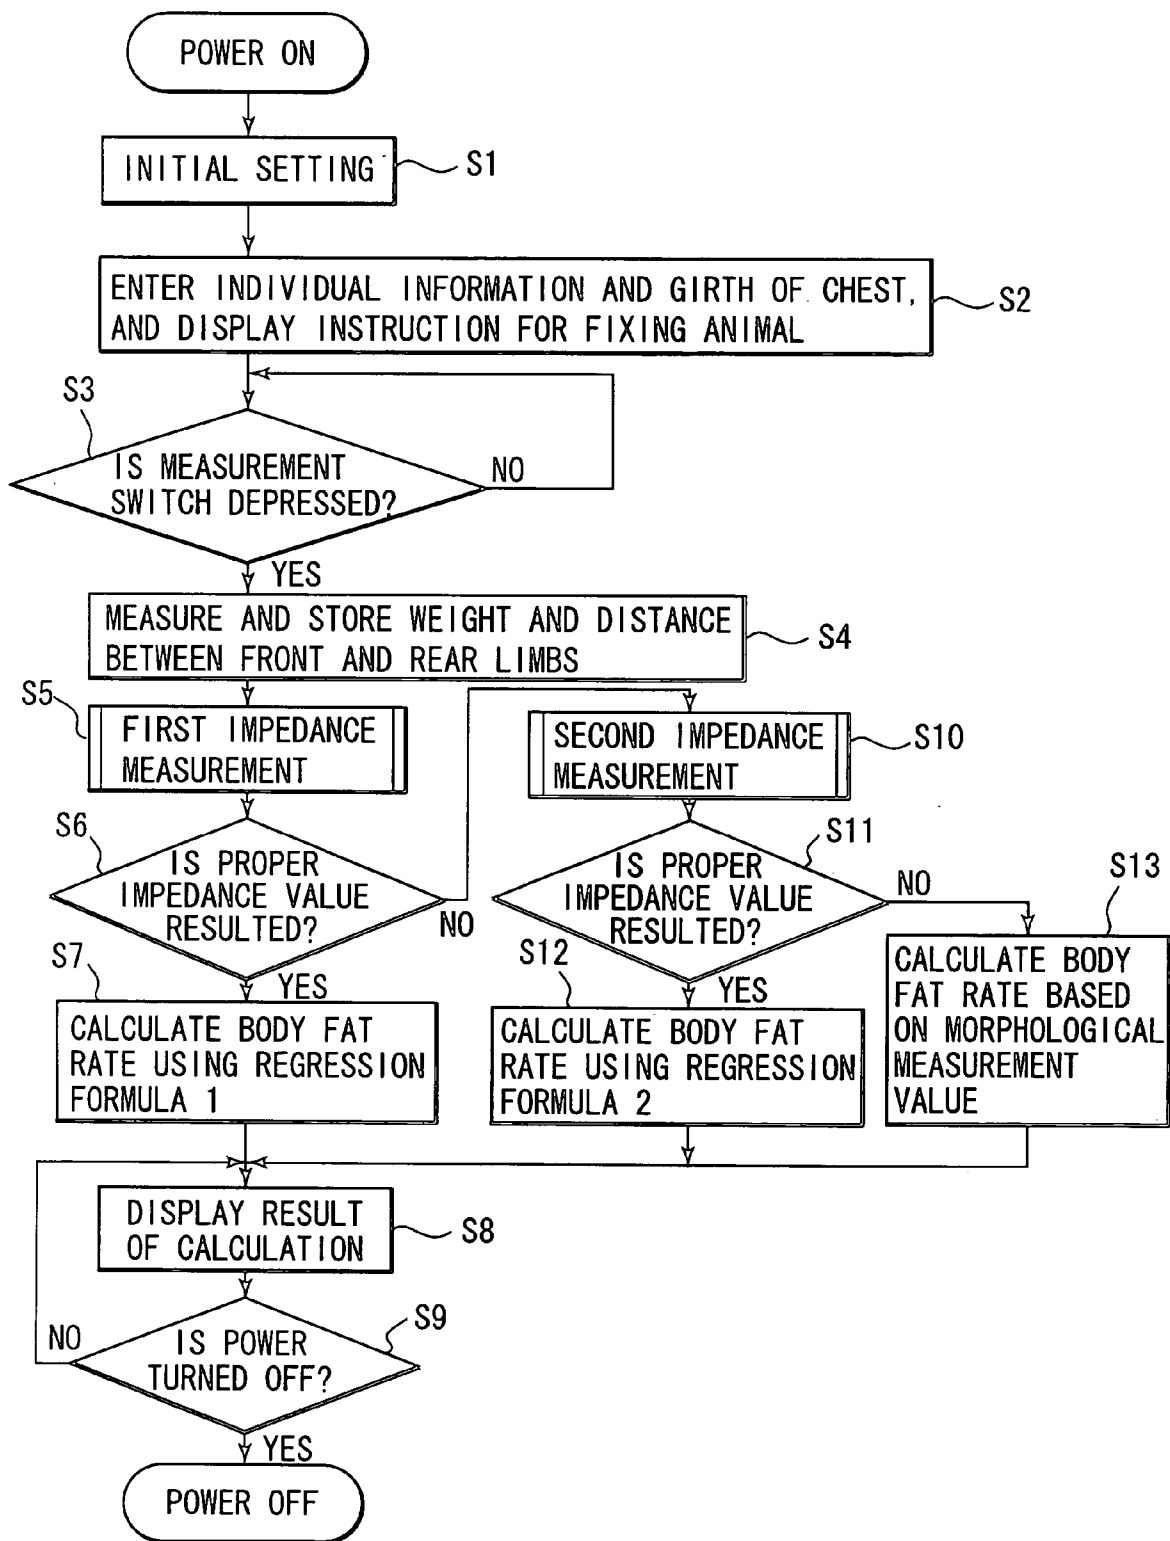 POWER ON
INITIAL SETTING
S1
ENTER INDIVIDUAL INFORMATION AND GIRTH OF CHEST,
AND DISPLAY INSTRUCTION FOR FIXING ANIMAL
S2
S3
IS MEASUREMENT
SWITCH DEPRESSED?
NO
YES
MEASURE AND STORE WEIGHT AND DISTANCE
BETWEEN FRONT AND REAR LIMBS
S4
S5
FIRST IMPEDANCE
MEASUREMENT
SECOND IMPEDANCE
MEASUREMENT
S10
S6
IS PROPER
IMPEDANCE VALUE
RESULTED?
NO
YES
S11
IS PROPER
IMPEDANCE VALUE
RESULTED?
NO
YES
S7
CALCULATE BODY FAT
RATE USING REGRESSION
FORMULA 1
S12
CALCULATE BODY FAT
RATE USING REGRESSION
FORMULA 2
S13
CALCULATE BODY
FAT RATE BASED
ON MORPHOLOGICAL
MEASUREMENT
VALUE
DISPLAY RESULT
OF CALCULATION
S8
S9
IS POWER
TURNED OFF?
NO
YES
POWER OFF